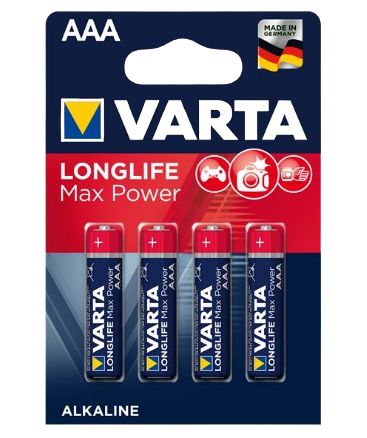 AAA
MADE IN
GERMANY
VARTA
LONGLIFE
Max Power
+
+
+
+
VARTA
LONGLIFE Max Power
AAA
VARTA
LONGLIFE Max Power
AAA
VARTA
LONGLIFE Max Power
AAA
VARTA
LONGLIFE Max Power
AAA
ALKALINE